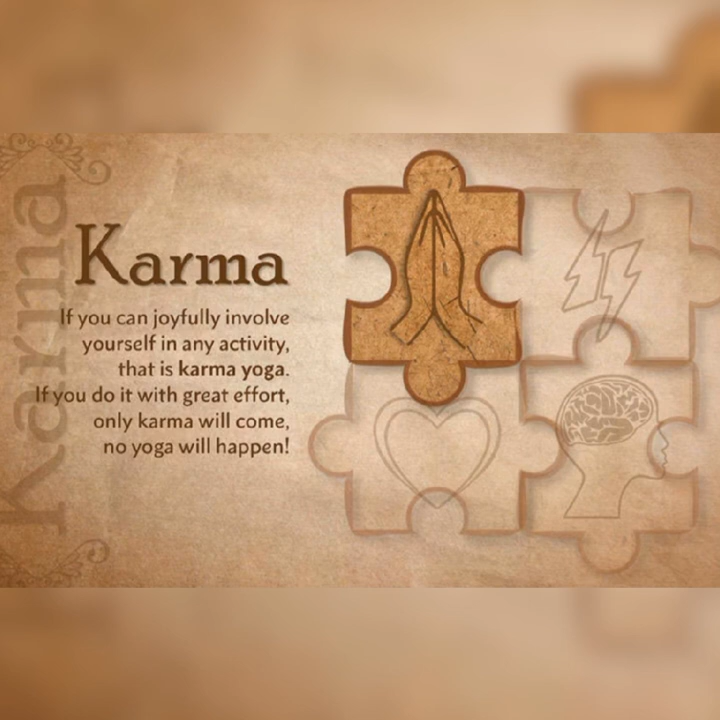 Karma
Karma
If you can joyfully involve
yourself in any activity,
that is karma yoga.
If you do it with great effort,
only karma will come,
no yoga will happen!